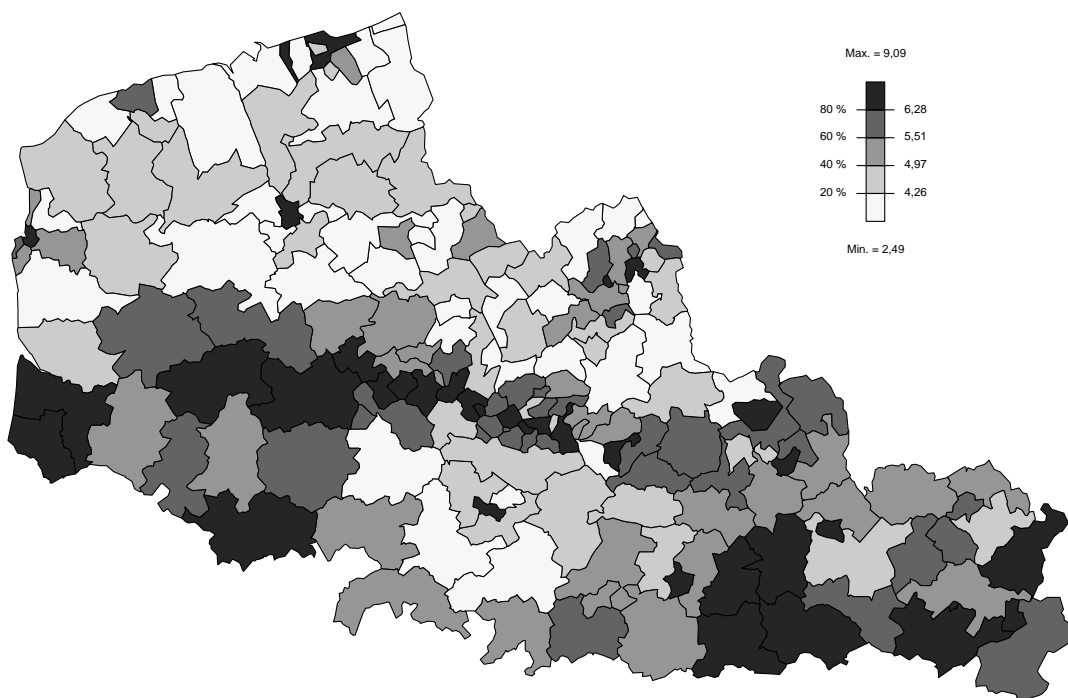 Max. = 9,09
80 % 6,28
60 % 5,51
40 % 4,97
20 % 4,26
Min. = 2,49